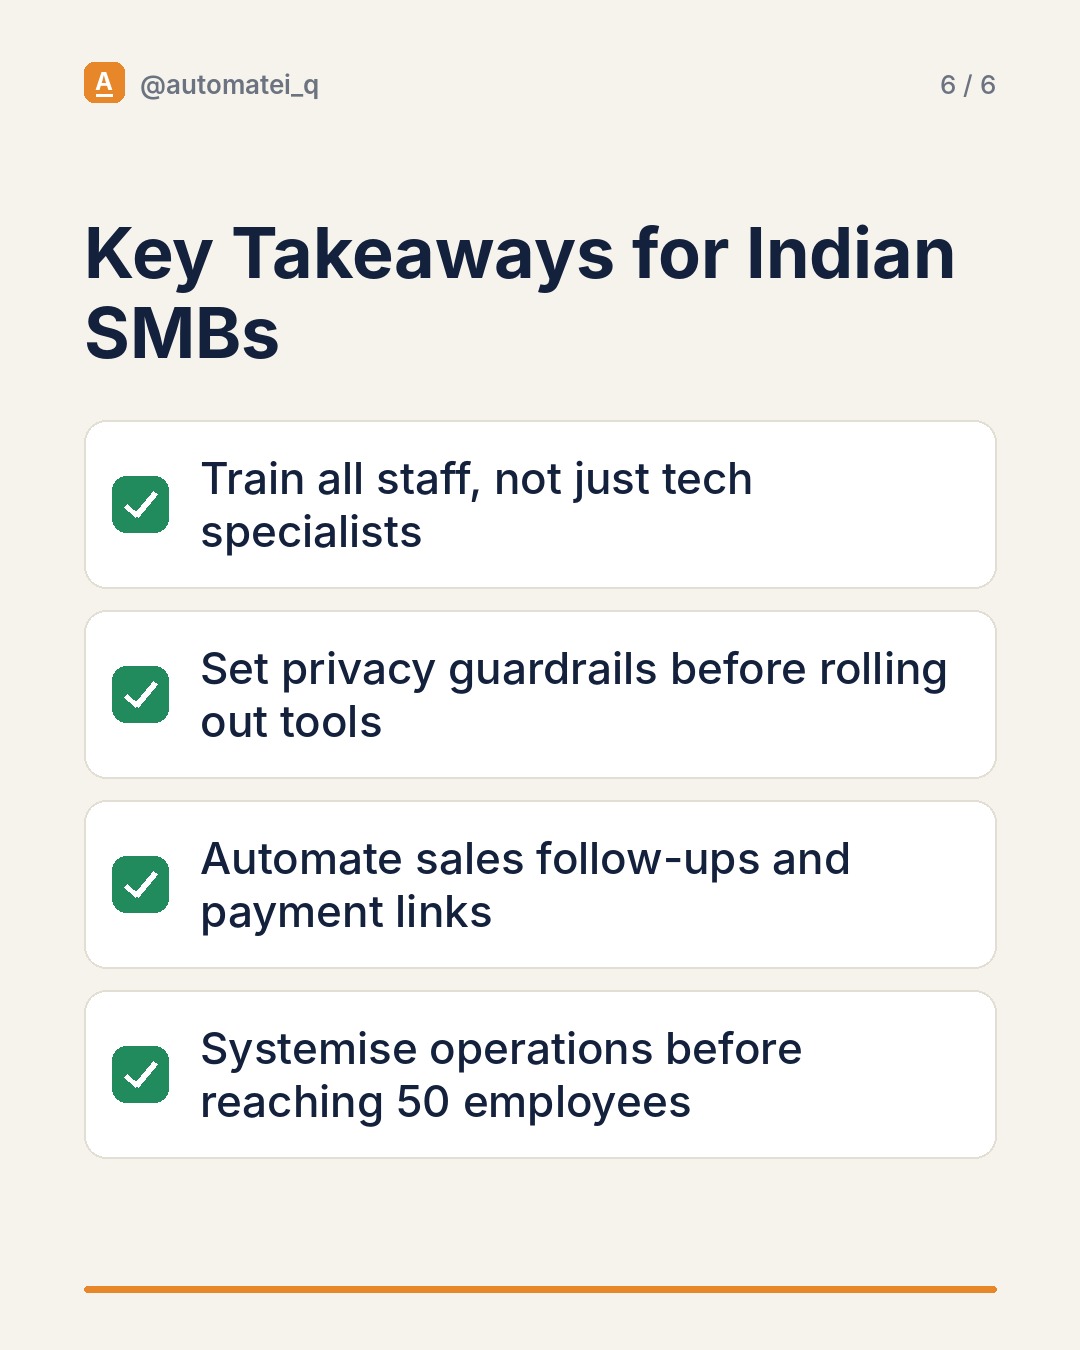 A @automatei_q
6 / 6
Key Takeaways for Indian
SMBs
Train all staff, not just tech
specialists
Set privacy guardrails before rolling
out tools
Automate sales follow-ups and
payment links
Systemise operations before
reaching 50 employees